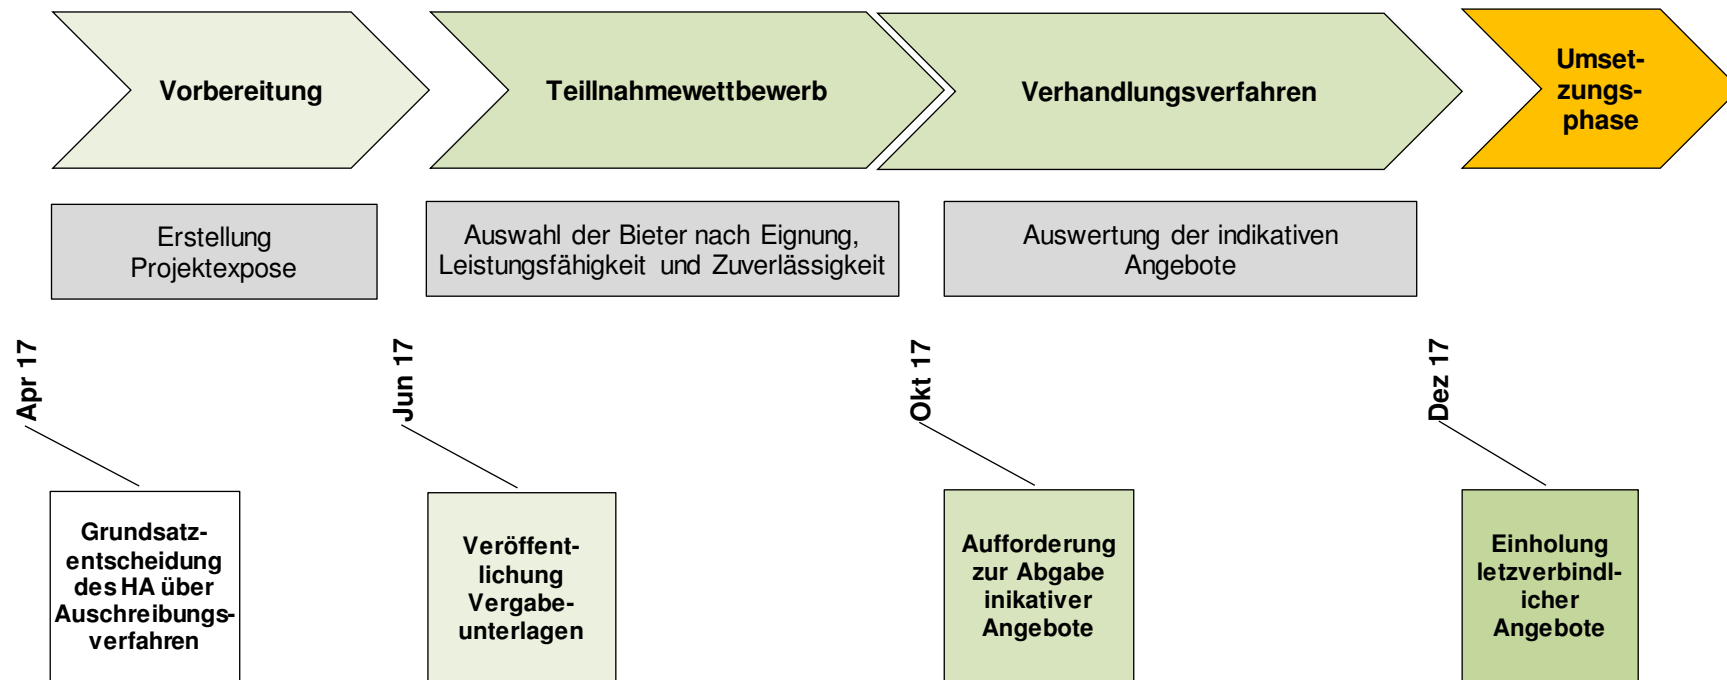 Vorbereitung
Teillnahmewettbewerb
Verhandlungsverfahren
Umset-
zungs-
phase
Erstellung
Projektexpose
Auswahl der Bieter nach Eignung,
Leistungsfähigkeit und Zuverlässigkeit
Auswertung der indikativen
Angebote
Apr 17
Jun 17
Okt 17
Dez 17
Grundsatz-
entscheidung
des HA über
Auschreibungs-
verfahren
Veröffent-
lichung
Vergabe-
unterlagen
Aufforderung
zur Abgabe
inikativer
Angebote
Einholung
letzverbindl-
icher
Angebote